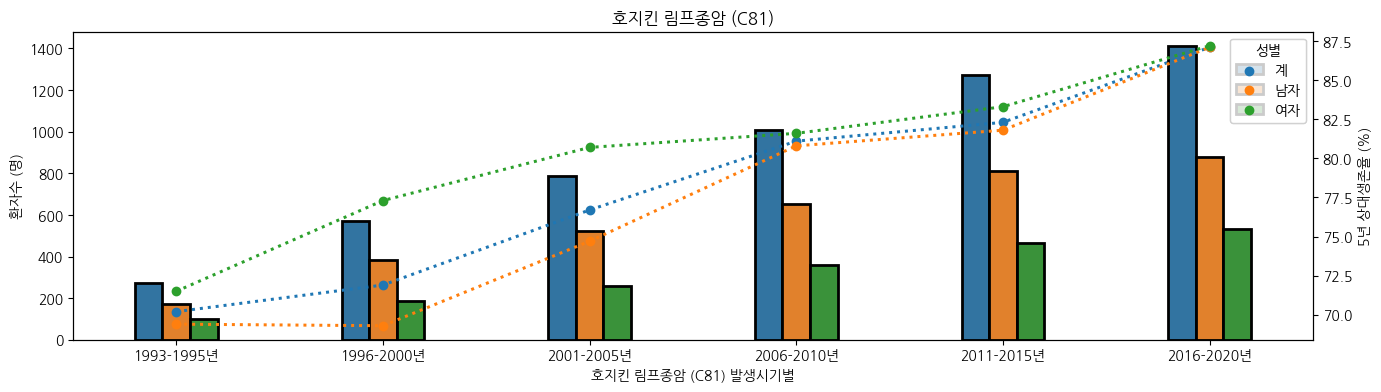 호지킨 림프종암 (C81)
환자수 (명)
1400
1200
1000
800
600
400
200
0
87.5
85.0
82.5
80.0
77.5
75.0
72.5
70.0
5년 상대생존율 (%)
성별
계
남자
여자
1993-1995년
1996-2000년
2001-2005년
2006-2010년
2011-2015년
2016-2020년
호지킨 림프종암 (C81) 발생시기별